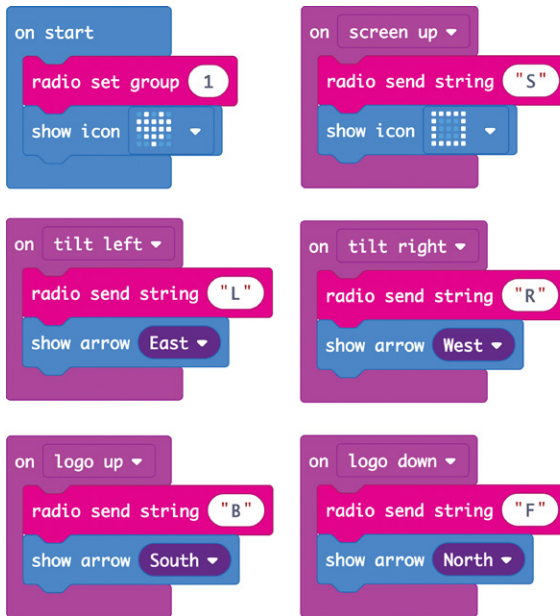 on start
radio set group 1
show icon
on screen up
radio send string "S"
show icon
on tilt left
radio send string "L"
show arrow East
on tilt right
radio send string "R"
show arrow West
on logo up
radio send string "B"
show arrow South
on logo down
radio send string "F"
show arrow North